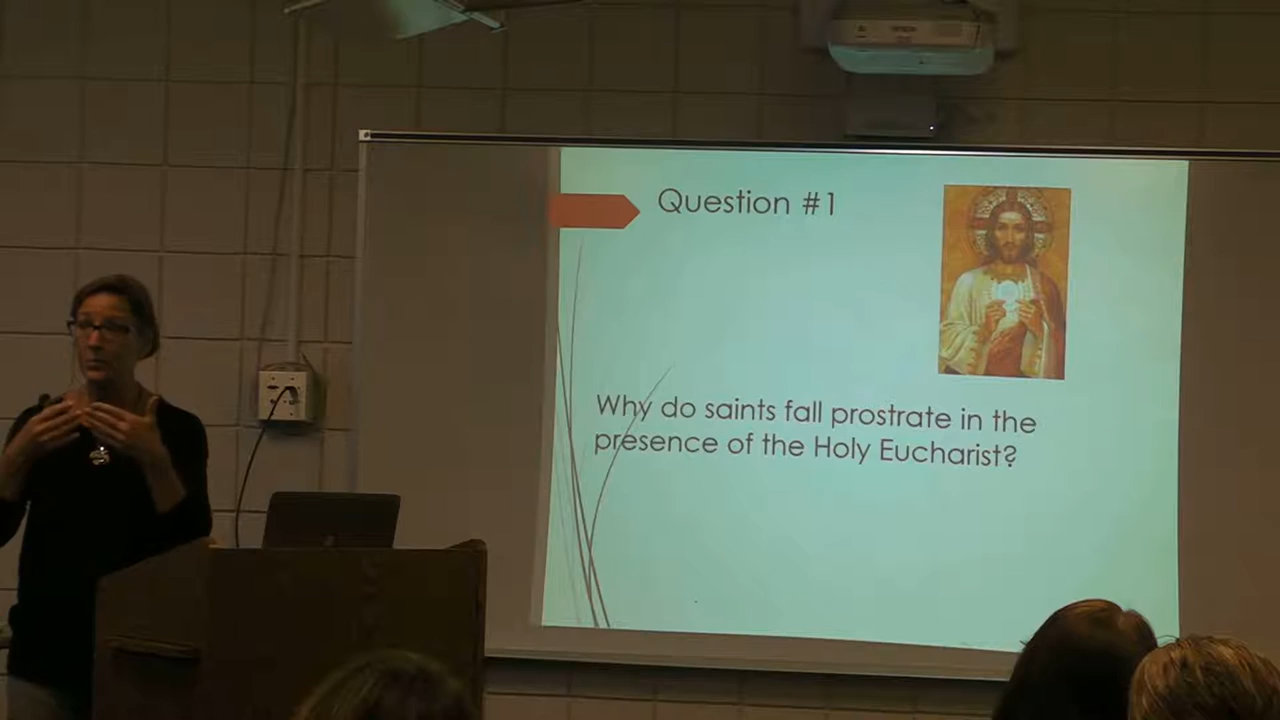 Question #1
Why do saints fall prostrate in the
presence of the Holy Eucharist?